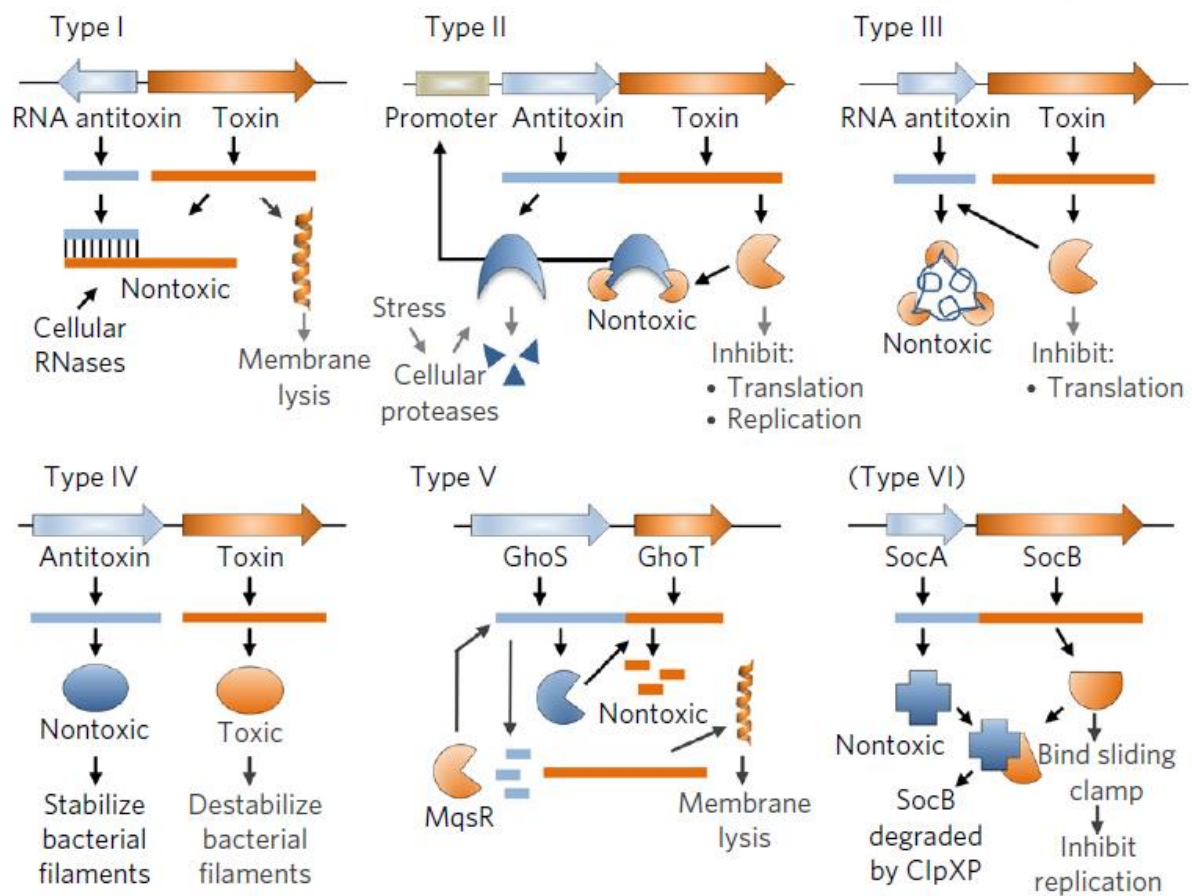 Type I
RNA antitoxin
Toxin
Nontoxic
Cellular
RNases
Membrane
lysis
Type II
Promoter
Antitoxin
Toxin
Stress
Cellular
proteases
Nontoxic
Inhibit:
• Translation
• Replication
Type III
RNA antitoxin
Toxin
Nontoxic
Inhibit:
• Translation
Type IV
Antitoxin
Toxin
Nontoxic
Toxic
Stabilize
bacterial
filaments
Destabilize
bacterial
filaments
Type V
GhoS
GhoT
Nontoxic
MqsR
Membrane
lysis
(Type VI)
SocA
SocB
Nontoxic
SocB
degraded
by ClpXP
Bind sliding
clamp
Inhibit
replication